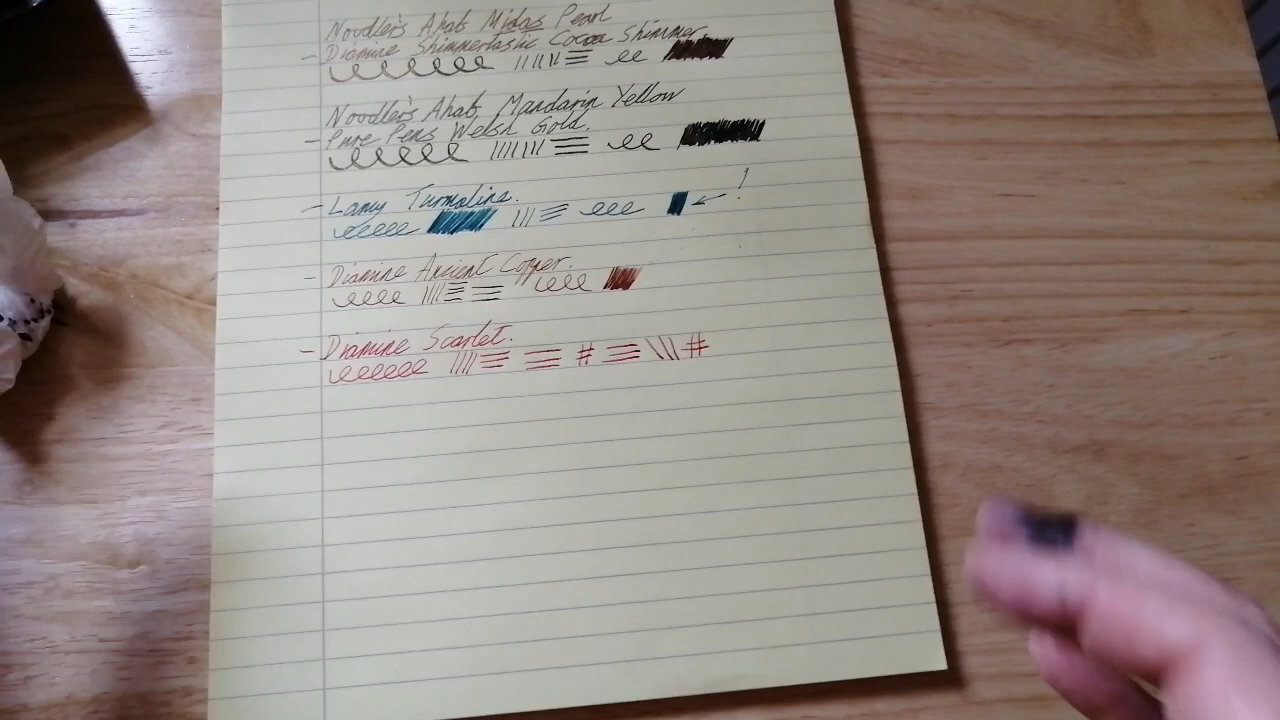 Noodler's Ahab Midas Pearl
- Diamine Shimmertastic Cocoa Shimmer.
Noodler's Ahab, Mandarin Yellow
- Pure Pens Welsh Gold.
- Lamy Turmaline.
!
- Diamine Ancient Copper.
- Diamine Scarlet.
# #